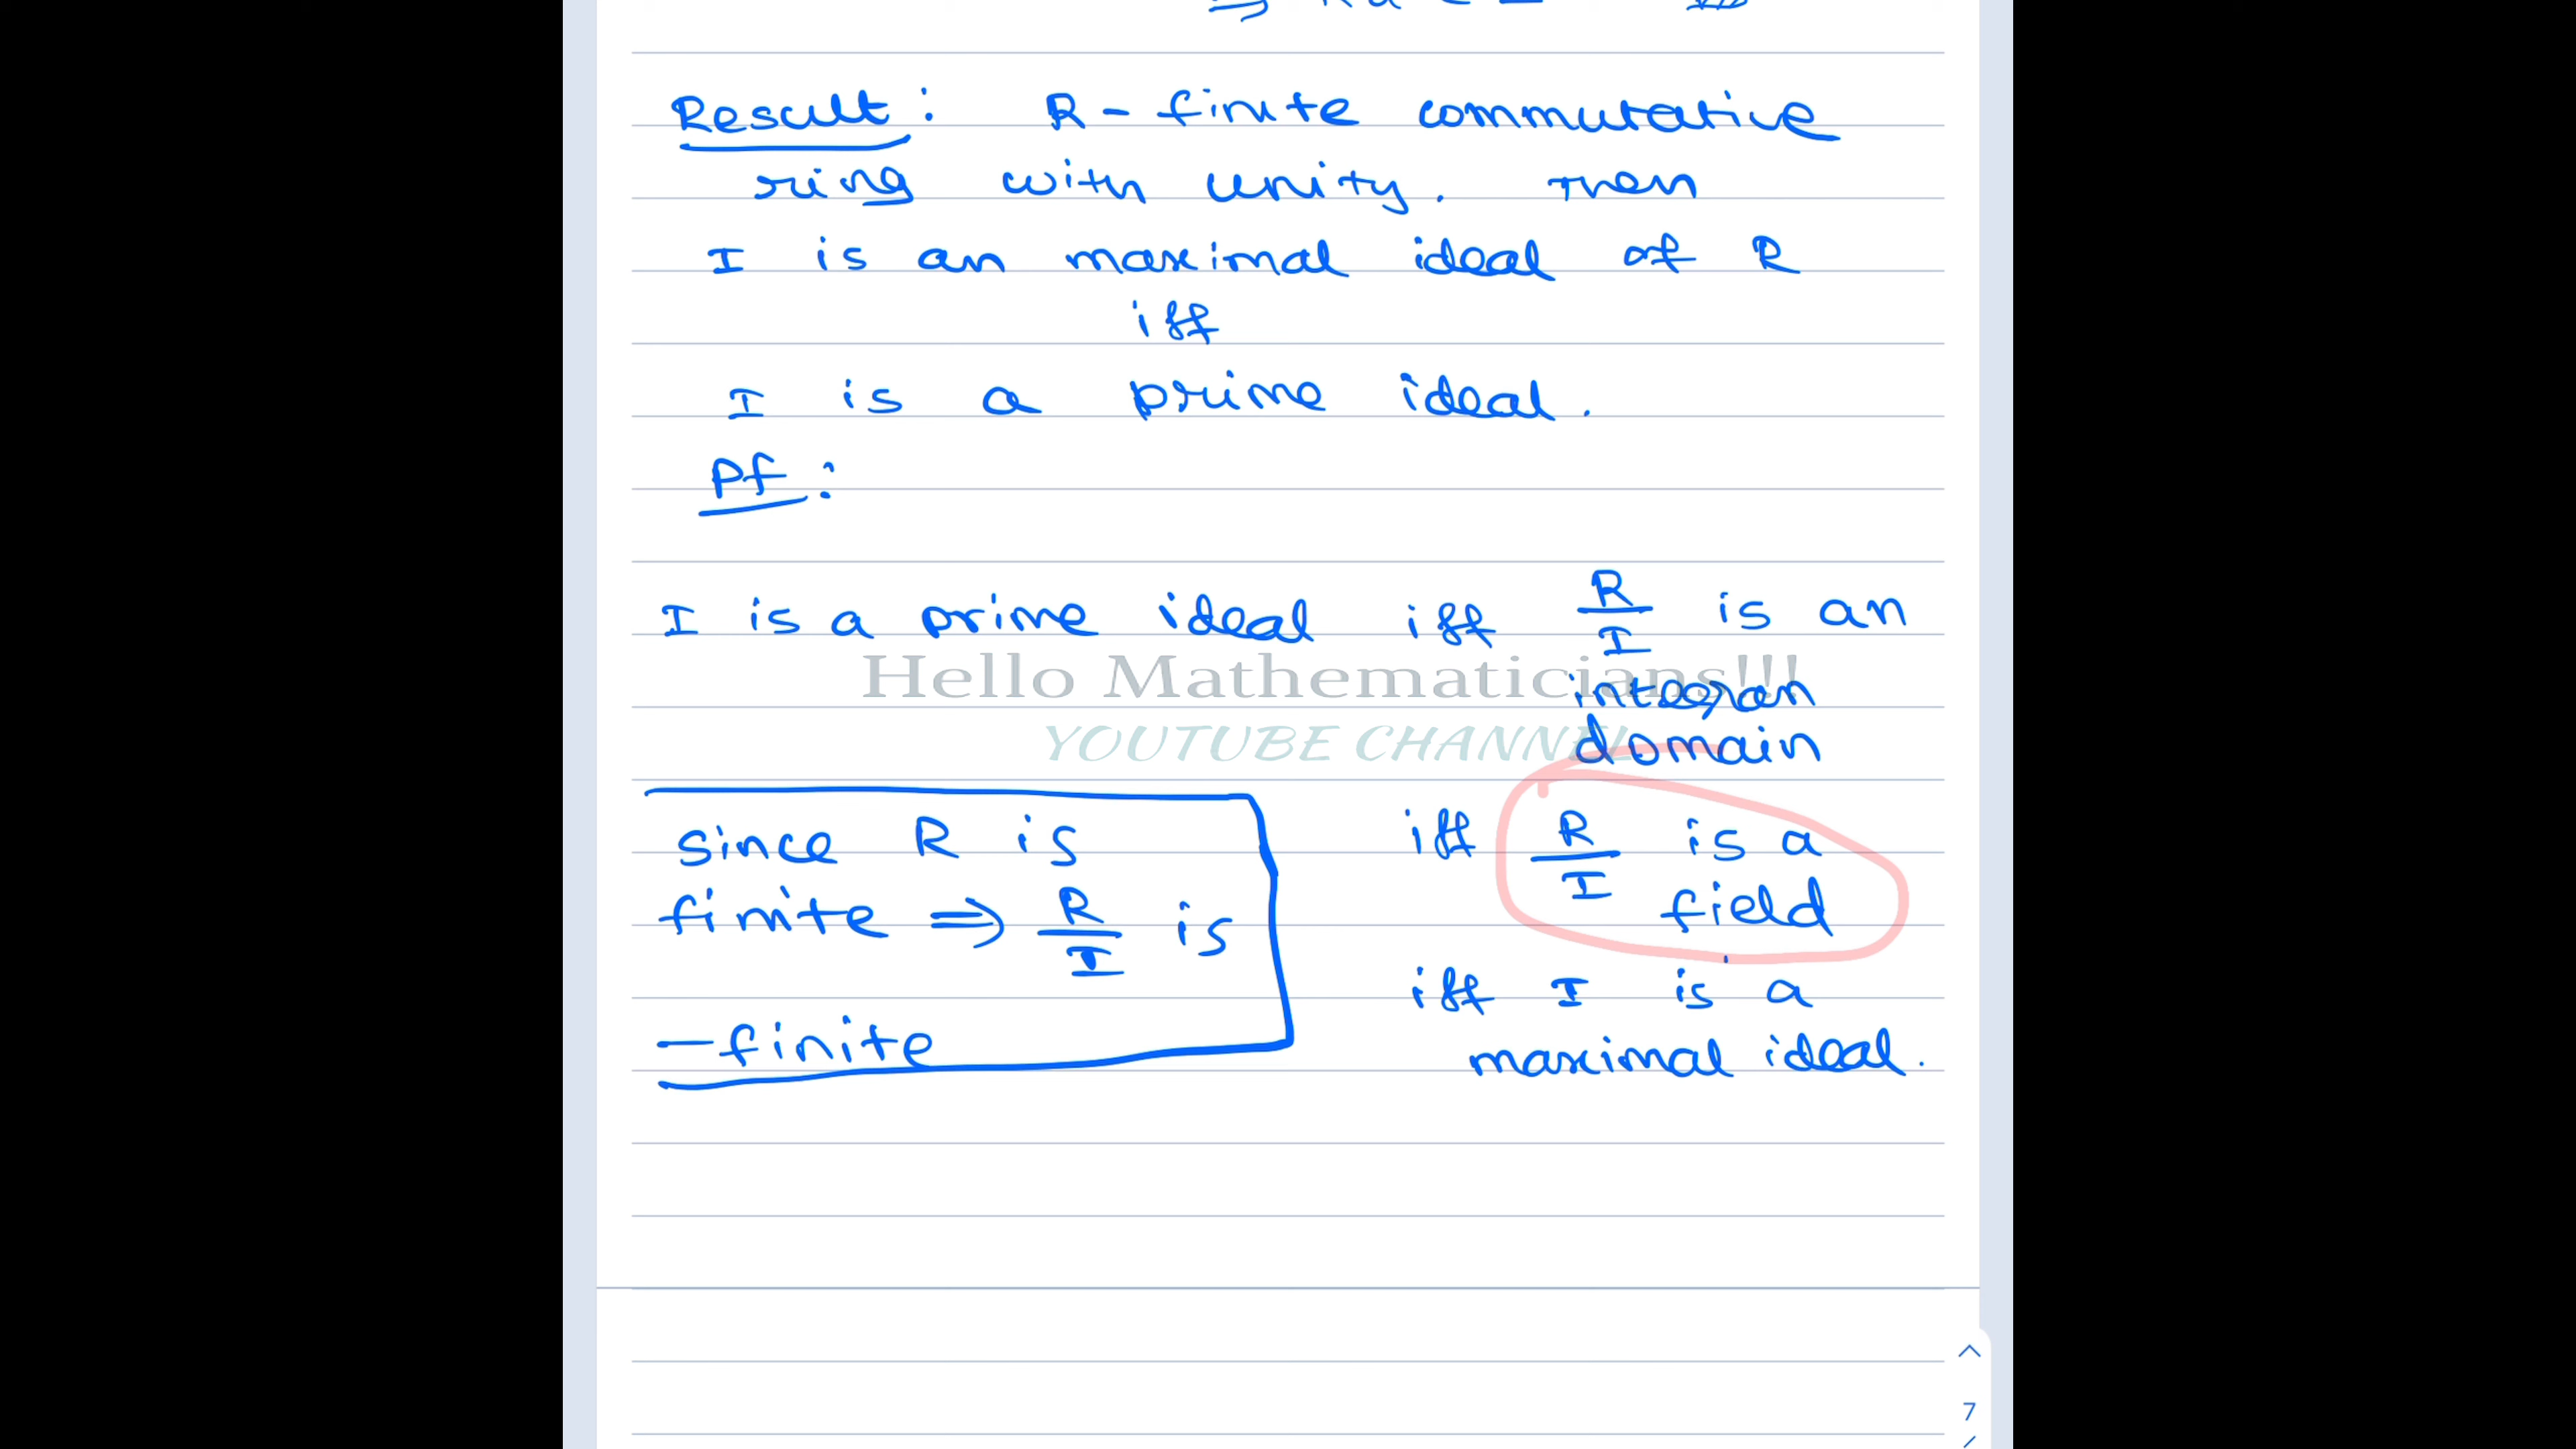 Result : R - finite commutative
ring with unity. Then
I is an maximal ideal of R
iff
I is a prime ideal.
Pf :
I is a prime ideal iff R/I is an
Hello Mathematicians!!!
domain
YOUTUBE CHANNEL
since R is
finite ⇒ R/I is
finite
iff R/I is a
field
iff I is a
maximal ideal.
7